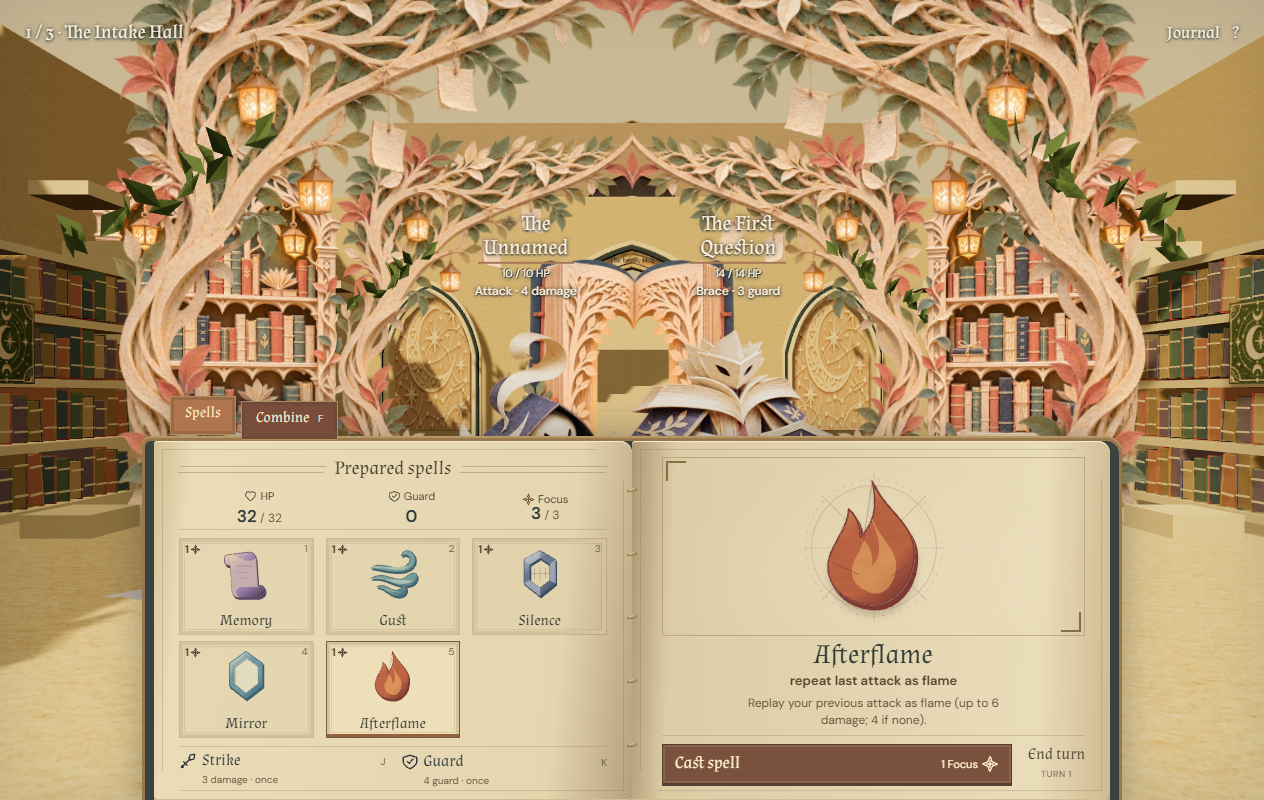 1 / 3 · The Intake Hall
Journal ?
The
Unnamed
10 / 10 HP
Attack · 4 damage
The First
Question
14 / 14 HP
Brace · 3 guard
Spells
Combine F
Prepared spells
HP
32 / 32
Guard
0
Focus
3 / 3
1 1
Memory
1 2
Gust
1 3
Silence
1 4
Mirror
1 5
Afterflame
Strike J
3 damage · once
Guard K
4 guard · once
Afterflame
repeat last attack as flame
Replay your previous attack as flame (up to 6
damage; 4 if none).
Cast spell 1 Focus
End turn
TURN 1